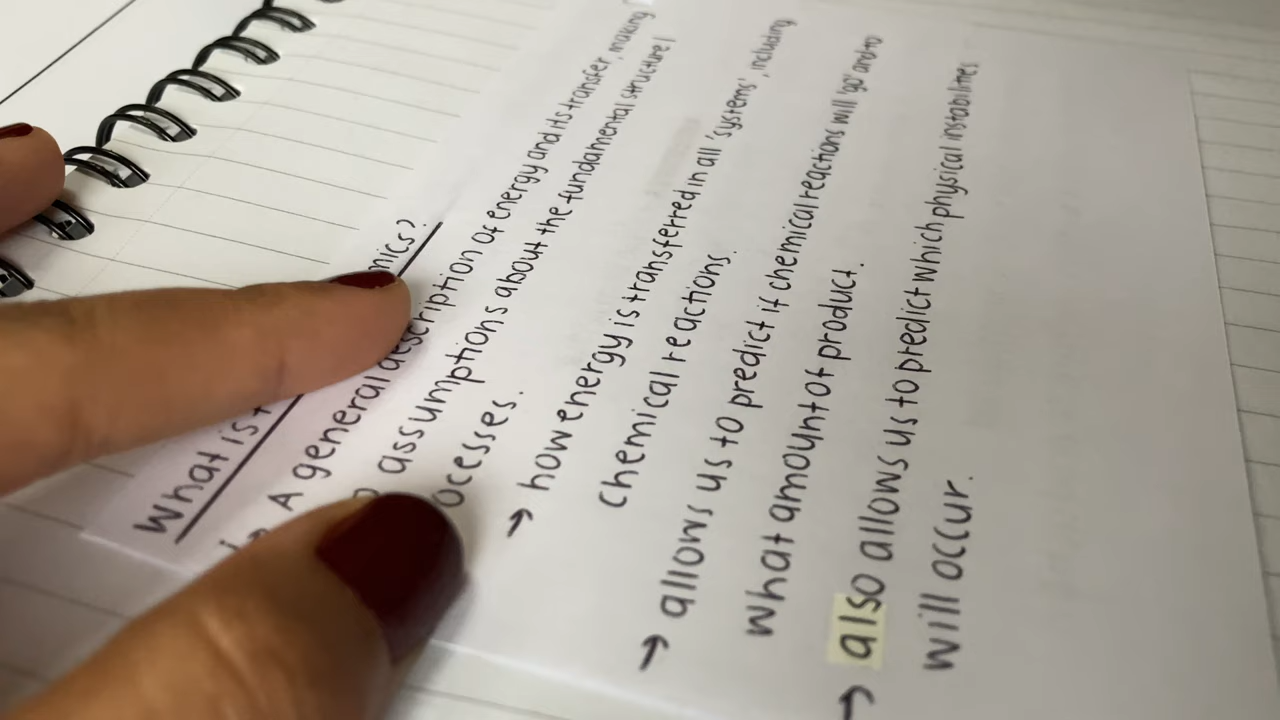 What is t mics?
↳ A general description of energy and its transfer, making
assumptions about the fundamental structure /
ocesses.
→ how energy is transferred in all 'systems', including
chemical reactions.
→ allows us to predict if chemical reactions will 'go' and to
what amount of product.
→ also allows us to predict which physical instabilities
will occur.